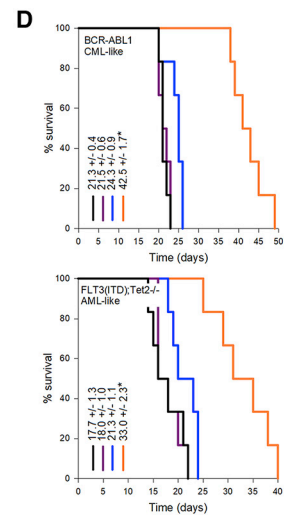 D
BCR-ABL1
CML-like
% survival
100
80
60
40
20
0
21.3 +/- 0.4
21.5 +/- 0.6
24.3 +/- 0.9
42.5 +/- 1.7*
0 5 10 15 20 25 30 35 40 45 50
Time (days)
FLT3(ITD);Tet2-/-
AML-like
% survival
100
80
60
40
20
0
17.7 +/- 1.3
18.0 +/- 1.0
21.3 +/- 1.1
33.0 +/- 2.3*
0 5 10 15 20 25 30 35 40
Time (days)